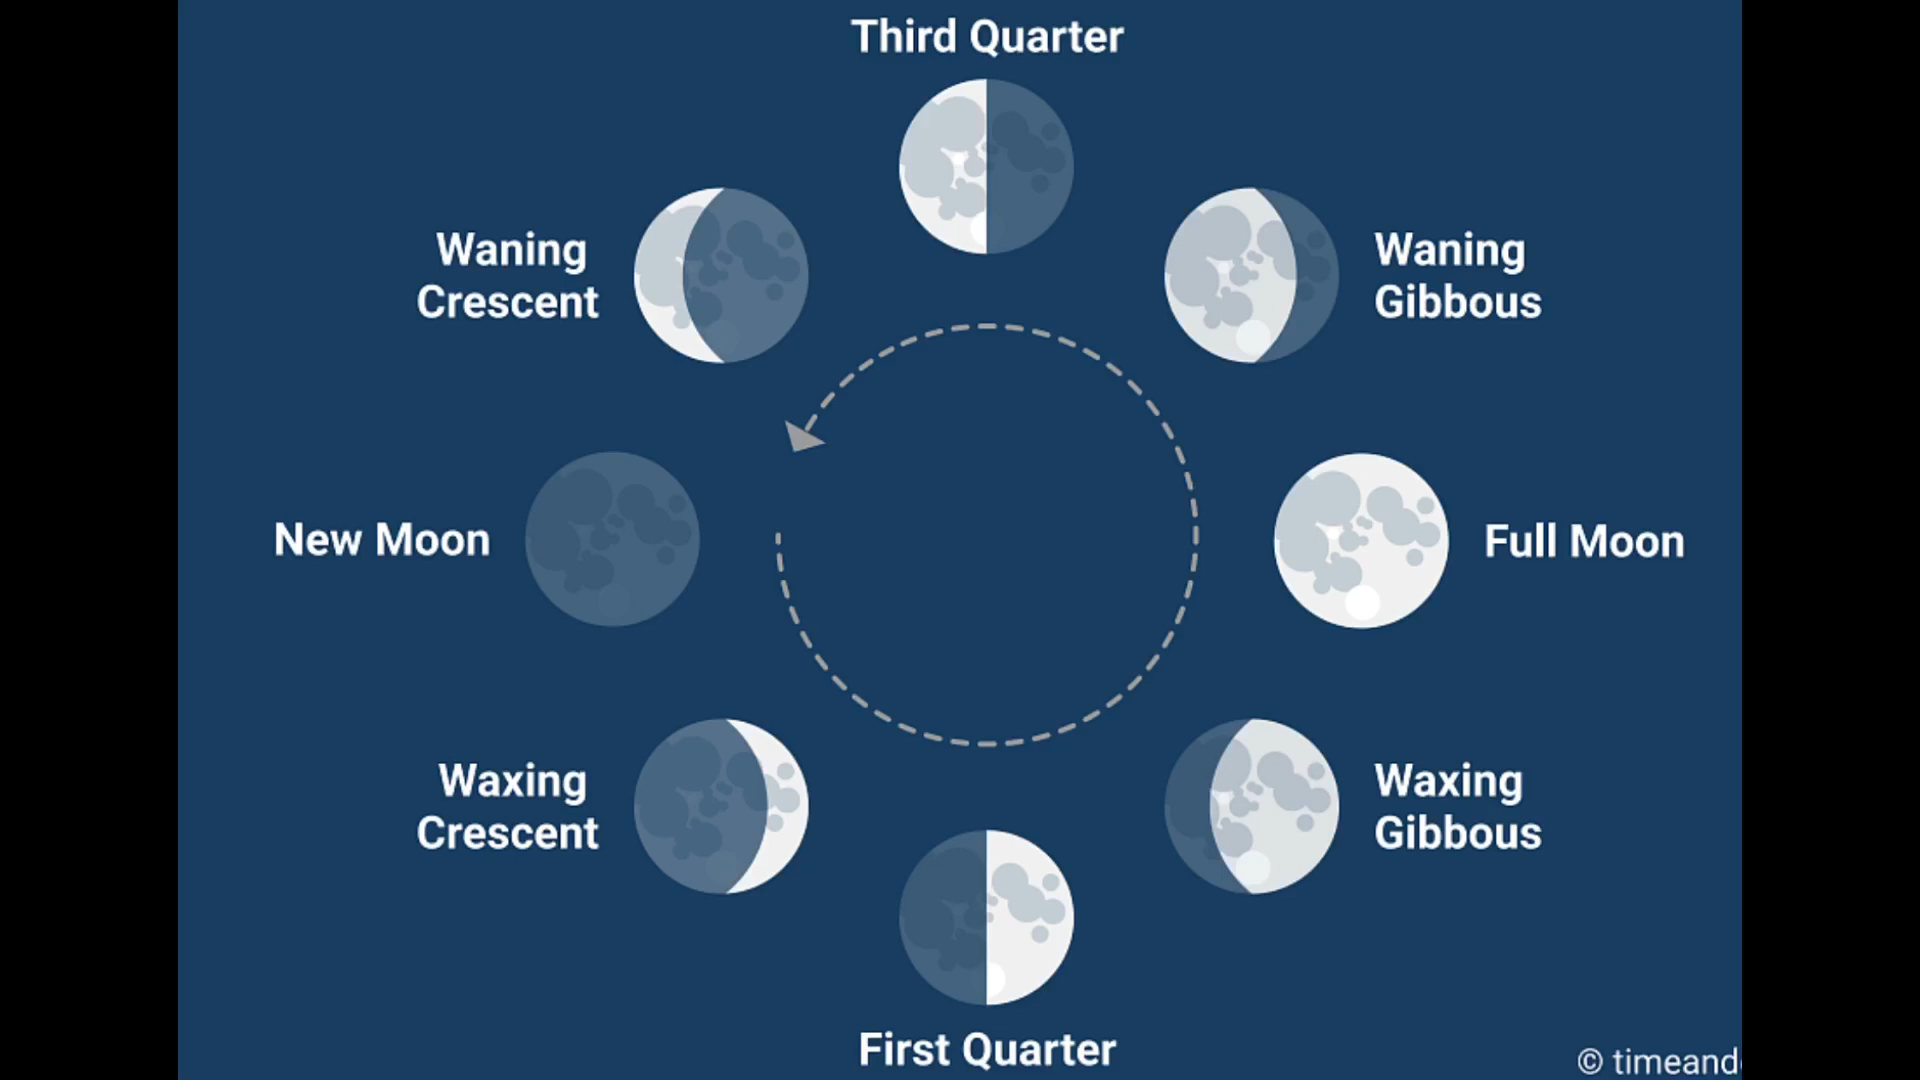 Third Quarter
Waning
Crescent
Waning
Gibbous
New Moon
Full Moon
Waxing
Crescent
Waxing
Gibbous
First Quarter
© timeand